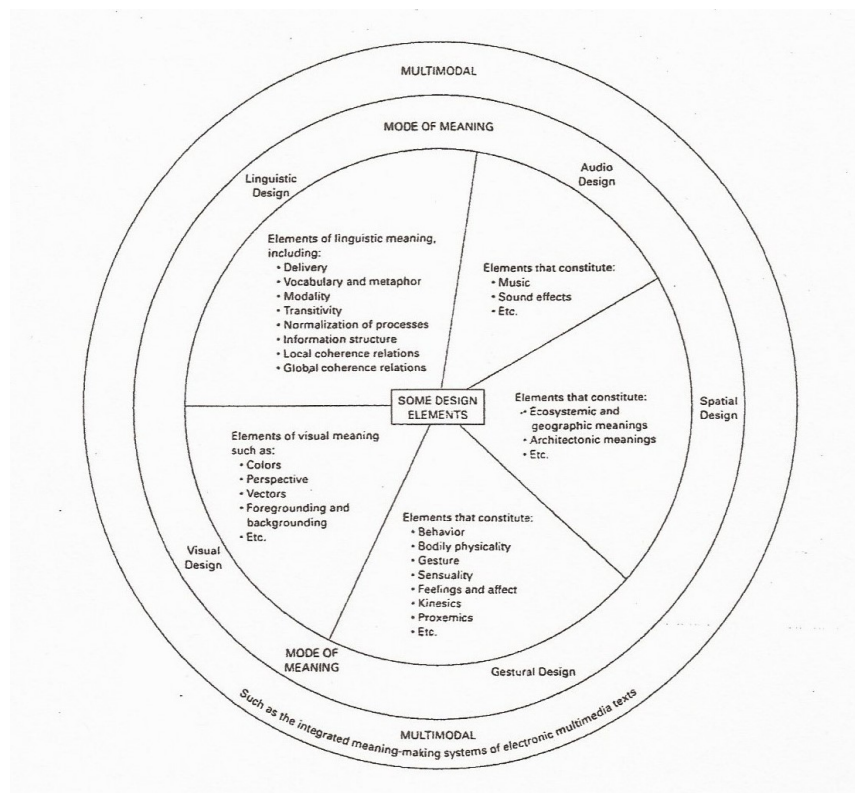 MULTIMODAL
MODE OF MEANING
Linguistic
Design
Audio
Design
Elements of linguistic meaning,
including:
• Delivery
• Vocabulary and metaphor
• Modality
• Transitivity
• Normalization of processes
• Information structure
• Local coherence relations
• Global coherence relations
Elements that constitute:
• Music
• Sound effects
• Etc.
SOME DESIGN
ELEMENTS
Elements that constitute:
• Ecosystemic and
geographic meanings
• Architectonic meanings
• Etc.
Spatial
Design
Elements of visual meaning
such as:
• Colors
• Perspective
• Vectors
• Foregrounding and
backgrounding
• Etc.
Visual
Design
Elements that constitute:
• Behavior
• Bodily physicality
• Gesture
• Sensuality
• Feelings and affect
• Kinesics
• Proxemics
• Etc.
MODE OF
MEANING
Gestural Design
MULTIMODAL
Such as the integrated meaning-making systems of electronic multimedia texts